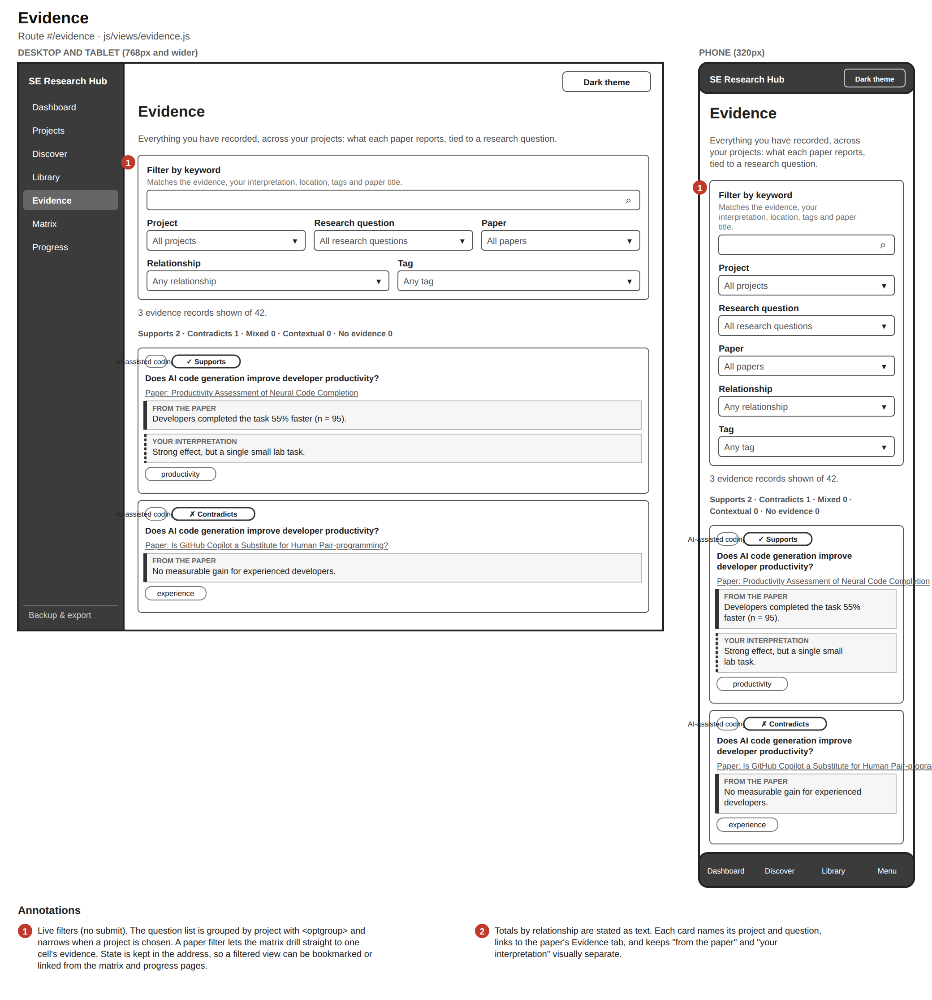 Evidence
Route #/evidence · js/views/evidence.js
DESKTOP AND TABLET (768px and wider)
SE Research Hub
Dashboard
Projects
Discover
Library
Evidence
Matrix
Progress
Backup & export
Dark theme
Evidence
Everything you have recorded, across your projects: what each paper reports, tied to a research question.
1
Filter by keyword
Matches the evidence, your interpretation, location, tags and paper title.
Project
All projects ▼
Research question
All research questions ▼
Paper
All papers ▼
Relationship
Any relationship ▼
Tag
Any tag ▼
3 evidence records shown of 42.
Supports 2 · Contradicts 1 · Mixed 0 · Contextual 0 · No evidence 0
AI-assisted coding
✓ Supports
Does AI code generation improve developer productivity?
Paper: Productivity Assessment of Neural Code Completion
FROM THE PAPER
Developers completed the task 55% faster (n = 95).
YOUR INTERPRETATION
Strong effect, but a single small lab task.
productivity
AI-assisted coding
✗ Contradicts
Does AI code generation improve developer productivity?
Paper: Is GitHub Copilot a Substitute for Human Pair-programming?
FROM THE PAPER
No measurable gain for experienced developers.
experience
PHONE (320px)
SE Research Hub
Dark theme
Evidence
Everything you have recorded, across
your projects: what each paper reports,
tied to a research question.
1
Filter by keyword
Matches the evidence, your
interpretation, location, tags and paper
title.
Project
All projects ▼
Research question
All research questions ▼
Paper
All papers ▼
Relationship
Any relationship ▼
Tag
Any tag ▼
3 evidence records shown of 42.
Supports 2 · Contradicts 1 · Mixed 0 ·
Contextual 0 · No evidence 0
AI-assisted coding
✓ Supports
Does AI code generation improve
developer productivity?
Paper: Productivity Assessment of Neural Code Completion
FROM THE PAPER
Developers completed the task 55%
faster (n = 95).
YOUR INTERPRETATION
Strong effect, but a single small
lab task.
productivity
AI-assisted coding
✗ Contradicts
Does AI code generation improve
developer productivity?
Paper: Is GitHub Copilot a Substitute for Human
FROM THE PAPER
No measurable gain for experienced
developers.
experience
Dashboard
Discover
Library
Menu
Annotations
1
Live filters (no submit). The question list is grouped by project with <optgroup> and
narrows when a project is chosen. A paper filter lets the matrix drill straight to one
cell's evidence. State is kept in the address, so a filtered view can be bookmarked or
linked from the matrix and progress pages.
2
Totals by relationship are stated as text. Each card names its project and question,
links to the paper's Evidence tab, and keeps "from the paper" and "your
interpretation" visually separate.